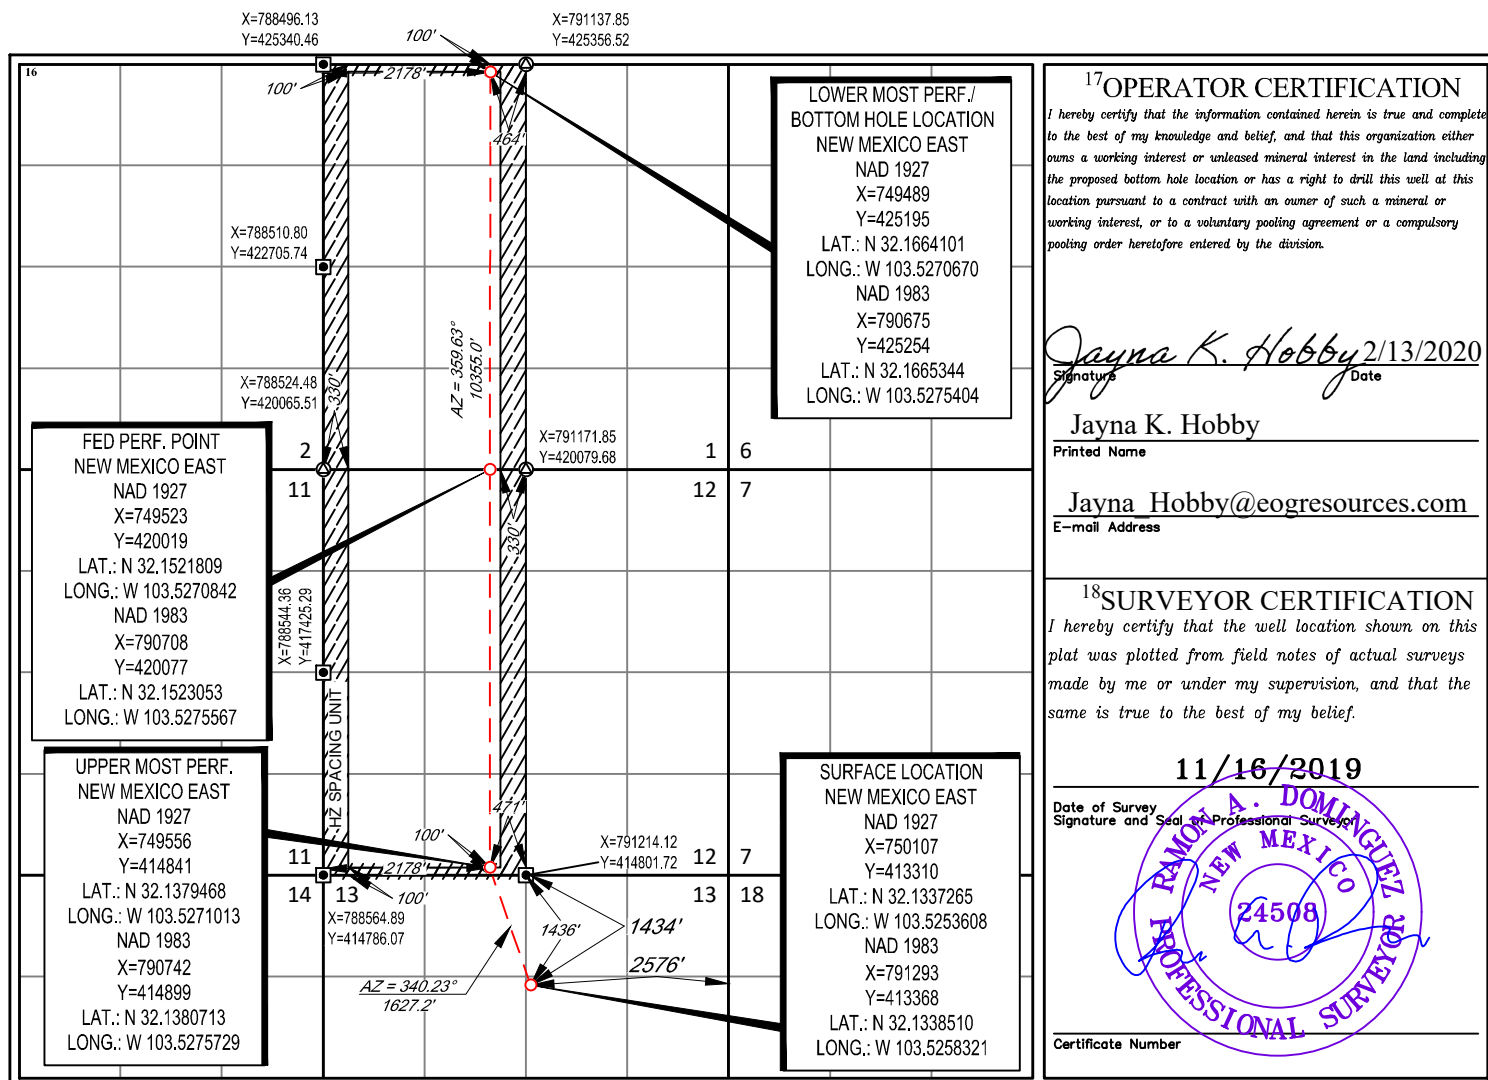 X=788496.13
Y=425340.46
100'
X=791137.85
Y=425356.52
16
2178'
100'
464'
LOWER MOST PERF./
BOTTOM HOLE LOCATION
NEW MEXICO EAST
NAD 1927
X=749489
Y=425195
LAT.: N 32.1664101
LONG.: W 103.5270670
NAD 1983
X=790675
Y=425254
LAT.: N 32.1665344
LONG.: W 103.5275404
X=788510.80
Y=422705.74
AZ = 359.63°
10355.0'
X=788524.48
Y=420065.51
330'
X=791171.85
Y=420079.68
2
11
1
6
12
7
330'
FED PERF. POINT
NEW MEXICO EAST
NAD 1927
X=749523
Y=420019
LAT.: N 32.1521809
LONG.: W 103.5270842
NAD 1983
X=790708
Y=420077
LAT.: N 32.1523053
LONG.: W 103.5275567
X=788544.36
Y=417425.29
HZ SPACING UNIT
UPPER MOST PERF.
NEW MEXICO EAST
NAD 1927
X=749556
Y=414841
LAT.: N 32.1379468
LONG.: W 103.5271013
NAD 1983
X=790742
Y=414899
LAT.: N 32.1380713
LONG.: W 103.5275729
471'
100'
2178'
100'
X=791214.12
Y=414801.72
11
14
13
12
7
13
18
X=788564.89
Y=414786.07
1436'
1434'
2576'
AZ = 340.23°
1627.2'
SURFACE LOCATION
NEW MEXICO EAST
NAD 1927
X=750107
Y=413310
LAT.: N 32.1337265
LONG.: W 103.5253608
NAD 1983
X=791293
Y=413368
LAT.: N 32.1338510
LONG.: W 103.5258321
17OPERATOR CERTIFICATION
I hereby certify that the information contained herein is true and complete
to the best of my knowledge and belief, and that this organization either
owns a working interest or unleased mineral interest in the land including
the proposed bottom hole location or has a right to drill this well at this
location pursuant to a contract with an owner of such a mineral or
working interest, or to a voluntary pooling agreement or a compulsory
pooling order heretofore entered by the division.
Jayna K. Hobby 2/13/2020
Signature Date
Jayna K. Hobby
Printed Name
Jayna_Hobby@eogresources.com
E-mail Address
18SURVEYOR CERTIFICATION
I hereby certify that the well location shown on this
plat was plotted from field notes of actual surveys
made by me or under my supervision, and that the
same is true to the best of my belief.
11/16/2019
Date of Survey
Signature and Seal of Professional Surveyor
RAMON A. DOMINGUEZ
NEW MEXICO
24508
PROFESSIONAL SURVEYOR
Certificate Number